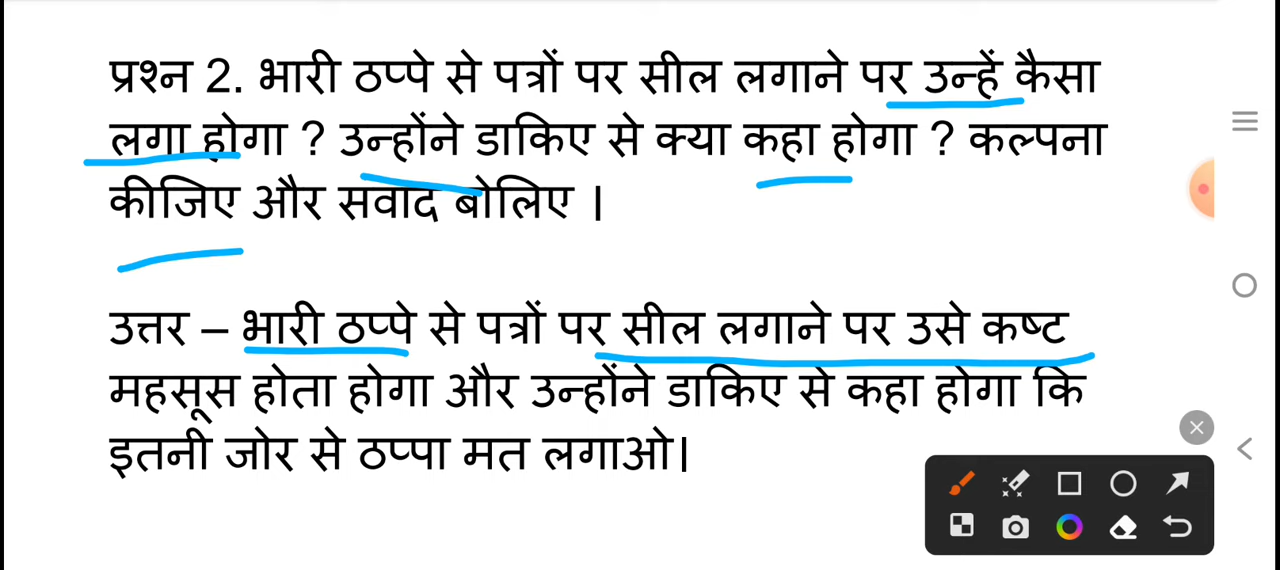 प्रश्न 2. भारी ठप्पे से पत्रों पर सील लगाने पर उन्हें कैसा
लगा होगा ? उन्होंने डाकिए से क्या कहा होगा ? कल्पना
कीजिए और सवाद बोलिए ।
उत्तर – भारी ठप्पे से पत्रों पर सील लगाने पर उसे कष्ट
महसूस होता होगा और उन्होंने डाकिए से कहा होगा कि
इतनी जोर से ठप्पा मत लगाओ।